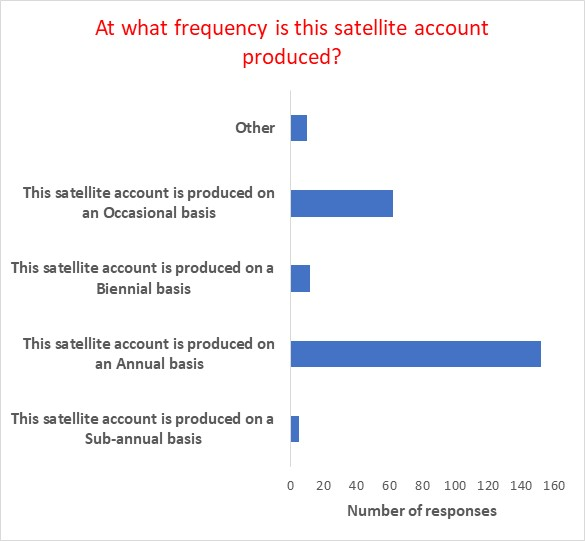 At what frequency is this satellite account
produced?
Other
This satellite account is produced on
an Occasional basis
This satellite account is produced on a
Biennial basis
This satellite account is produced on
an Annual basis
This satellite account is produced on a
Sub-annual basis
0 20 40 60 80 100 120 140 160
Number of responses